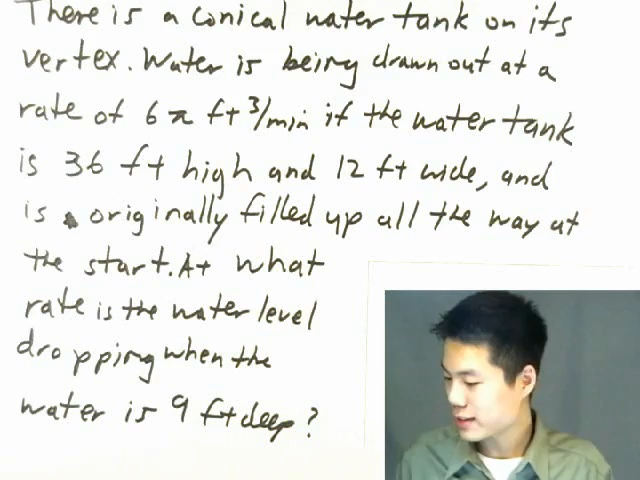 There is a conical water tank on its
vertex. Water is being drawn out at a
rate of 6π ft³/min if the water tank
is 36 ft high and 12 ft wide, and
is originally filled up all the way at
the start. At what
rate is the water level
dropping when the
water is 9 ft deep?